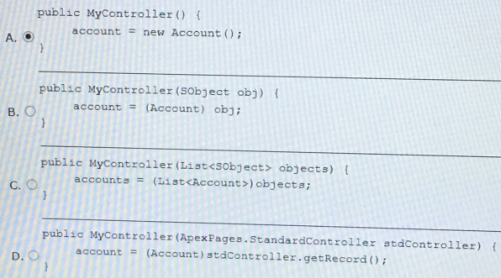 public MyController() {
A. account = new Account();
}
public MyController(SObject obj) {
B. account = (Account) obj;
}
public MyController(List<SObject> objects) {
C. accounts = (List<Account>)objects;
}
public MyController(ApexPages.StandardController stdController) {
D. account = (Account)stdController.getRecord();
}